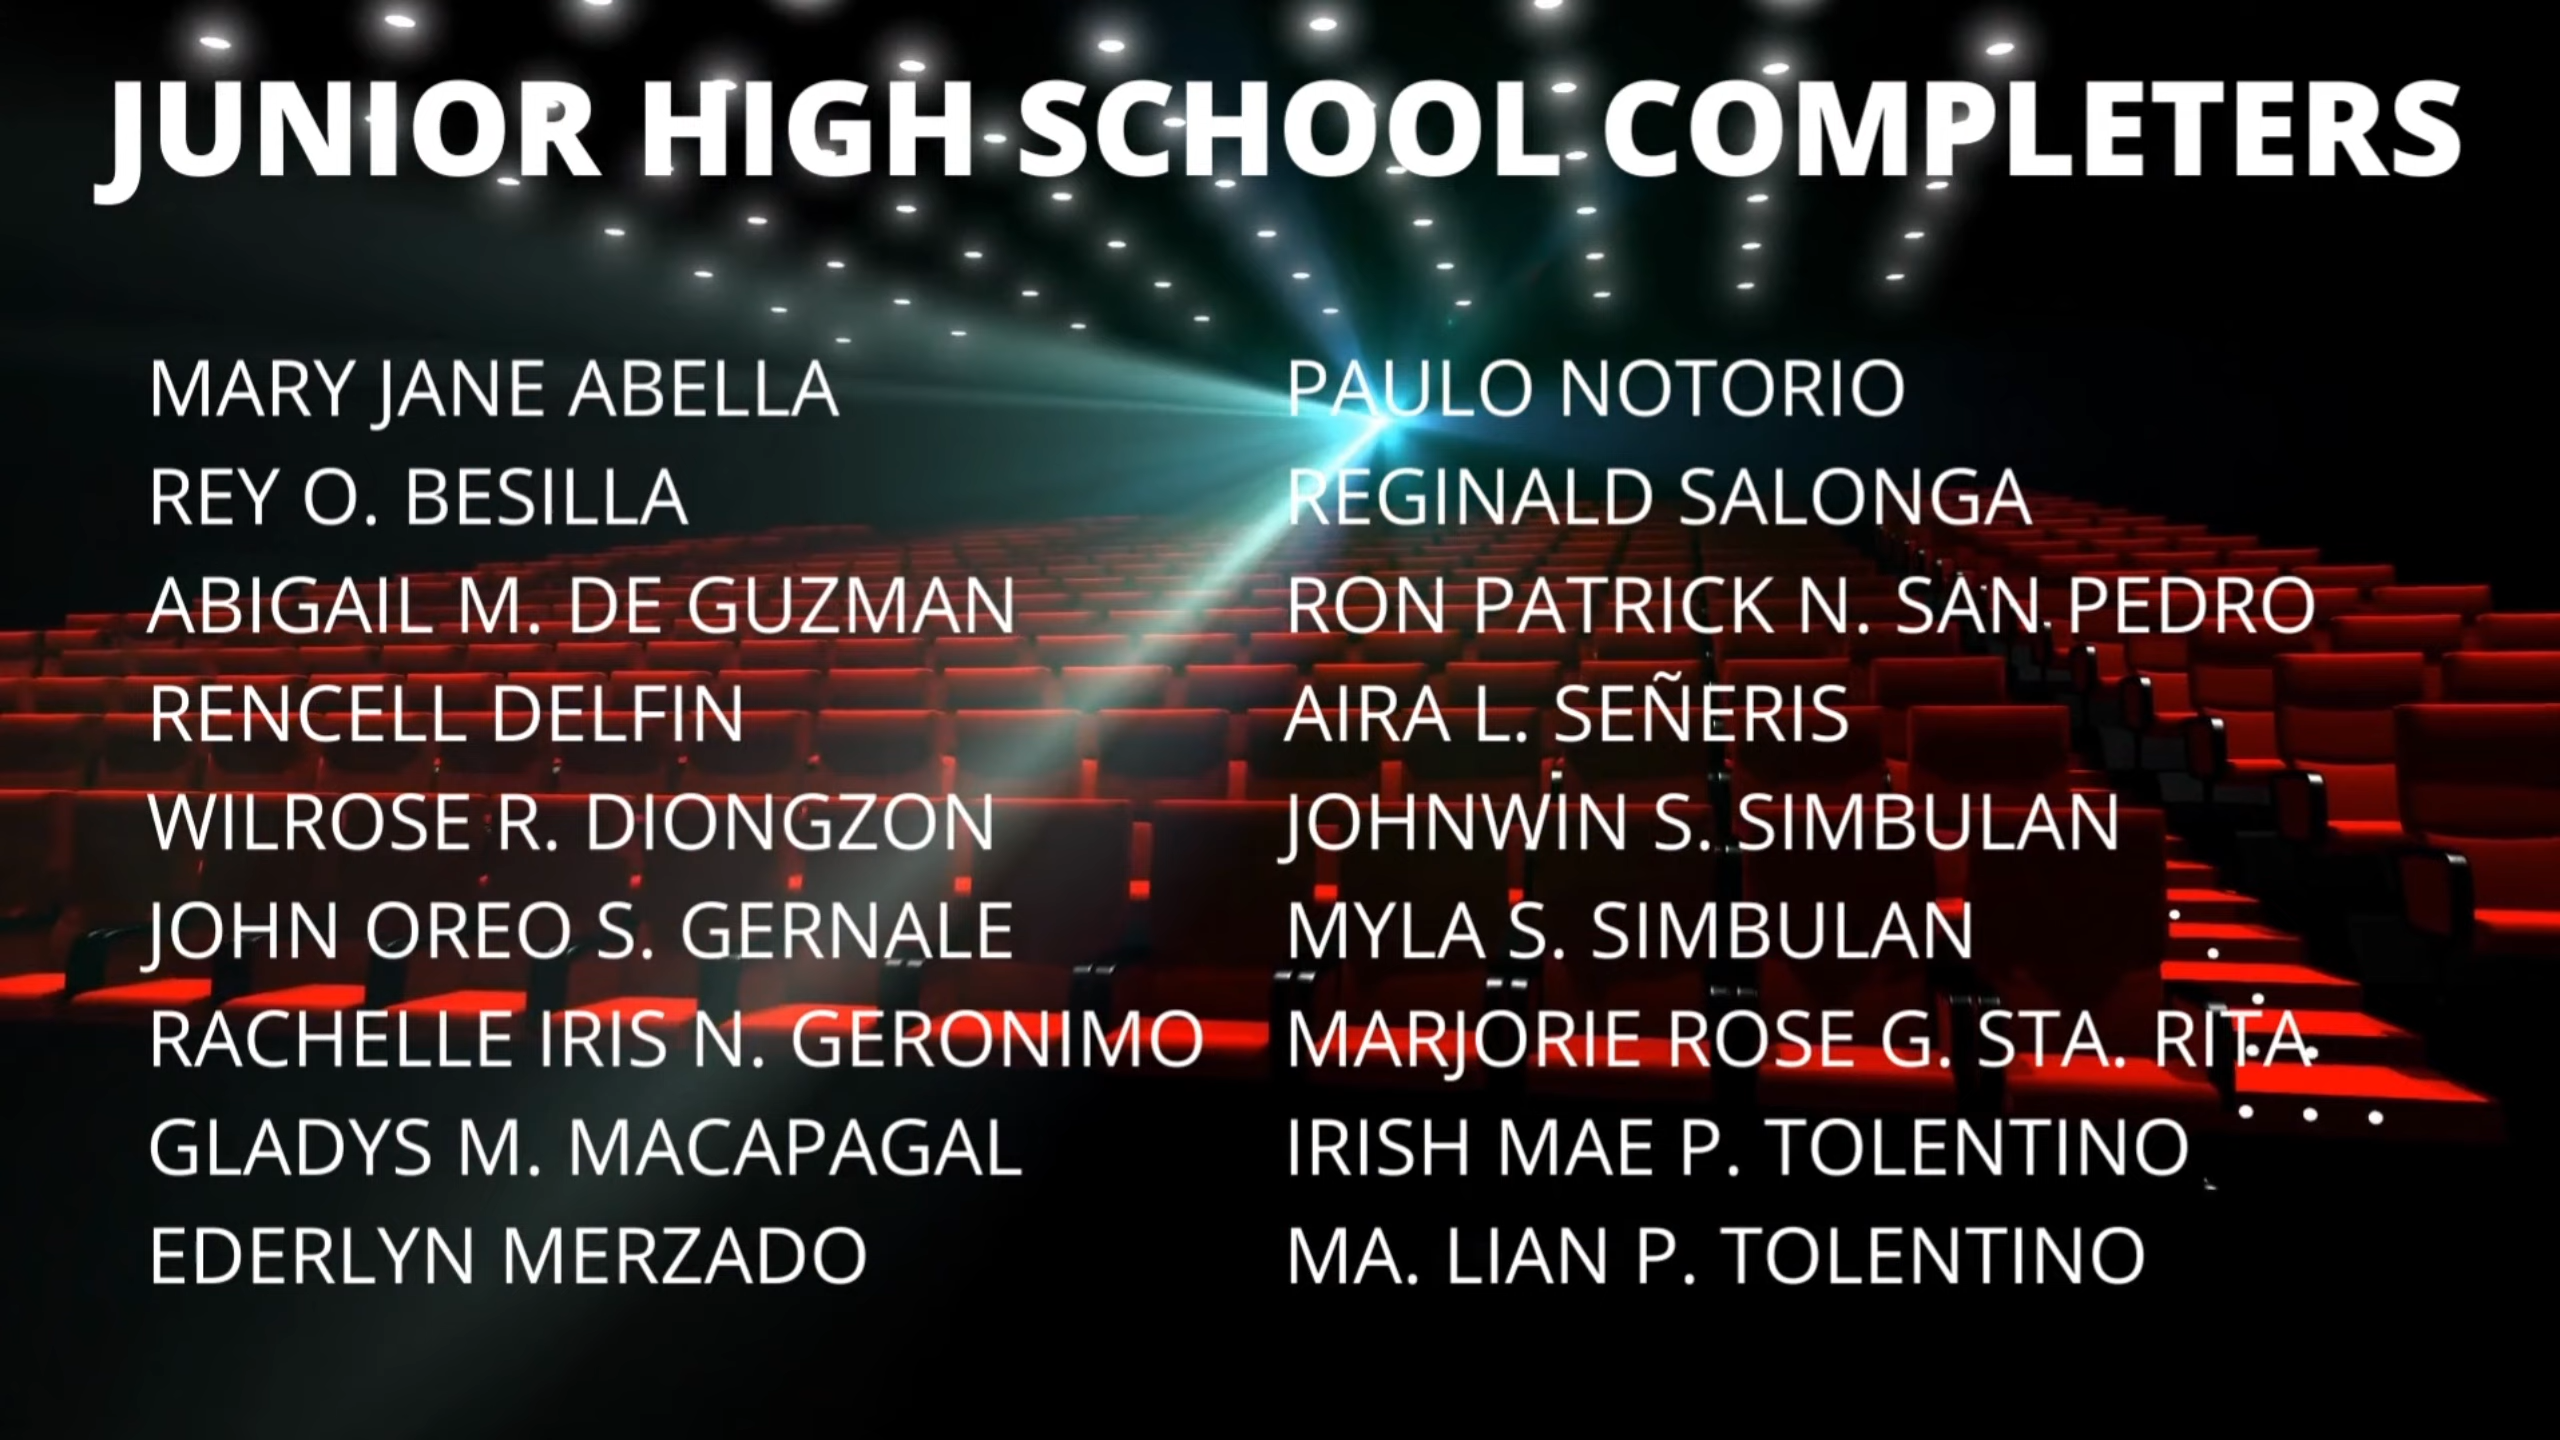 JUNIOR HIGH SCHOOL COMPLETERS
MARY JANE ABELLA
REY O. BESILLA
ABIGAIL M. DE GUZMAN
RENCELL DELFIN
WILROSE R. DIONGZON
JOHN OREO S. GERNALE
RACHELLE IRIS N. GERONIMO
GLADYS M. MACAPAGAL
EDERLYN MERZADO
PAULO NOTORIO
REGINALD SALONGA
RON PATRICK N. SAN PEDRO
AIRA L. SEÑERIS
JOHNWIN S. SIMBULAN
MYLA S. SIMBULAN
MARJORIE ROSE G. STA. RITA
IRISH MAE P. TOLENTINO
MA. LIAN P. TOLENTINO